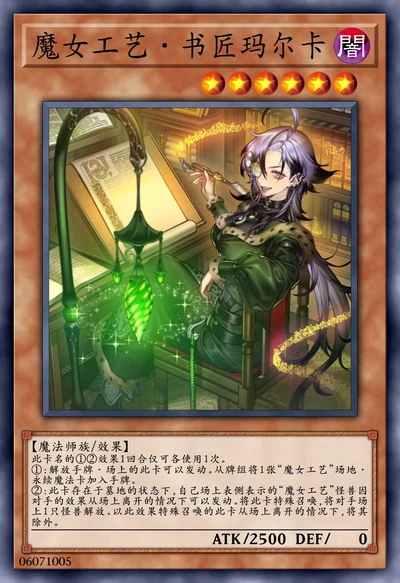 魔女工艺·书匠玛尔卡
闇
【魔法师族/效果】
此卡名的①②效果1回合仅可各使用1次。
①:解放手牌·场上的此卡可以发动。从牌组将1张“魔女工艺”场地·
永续魔法卡加入手牌。
②:此卡存在于墓地的状态下,自己场上表侧表示的“魔女工艺”怪兽因
对手的效果从场上离开的情况下可以发动。将此卡特殊召唤,将对手场
上1只怪兽解放。以此效果特殊召唤的此卡从场上离开的情况下,将其
除外。
ATK/2500 DEF/ 0
06071005